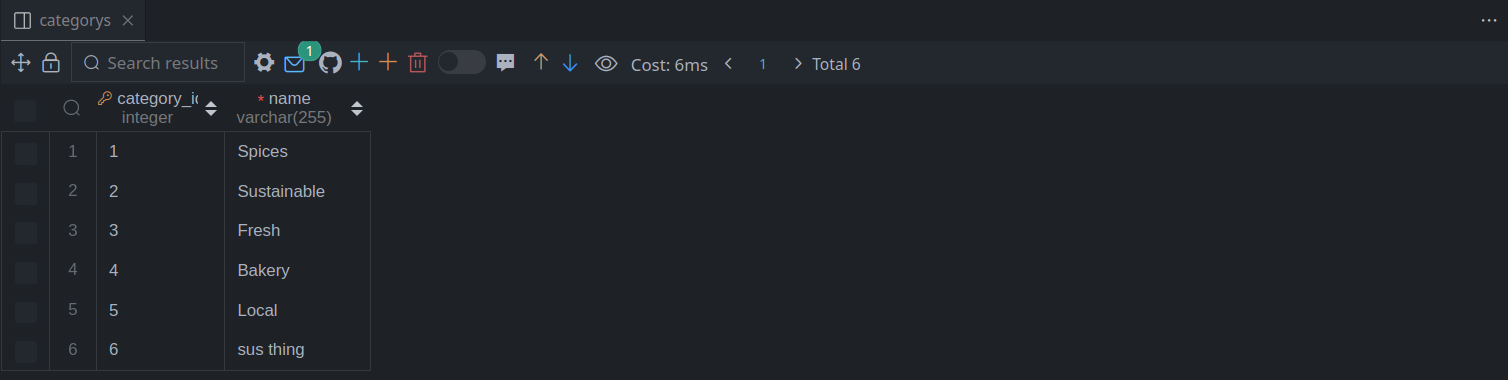 categorys
Search results 1 Cost: 6ms 1 Total 6
category_ic * name
integer varchar(255)
1 1 Spices
2 2 Sustainable
3 3 Fresh
4 4 Bakery
5 5 Local
6 6 sus thing